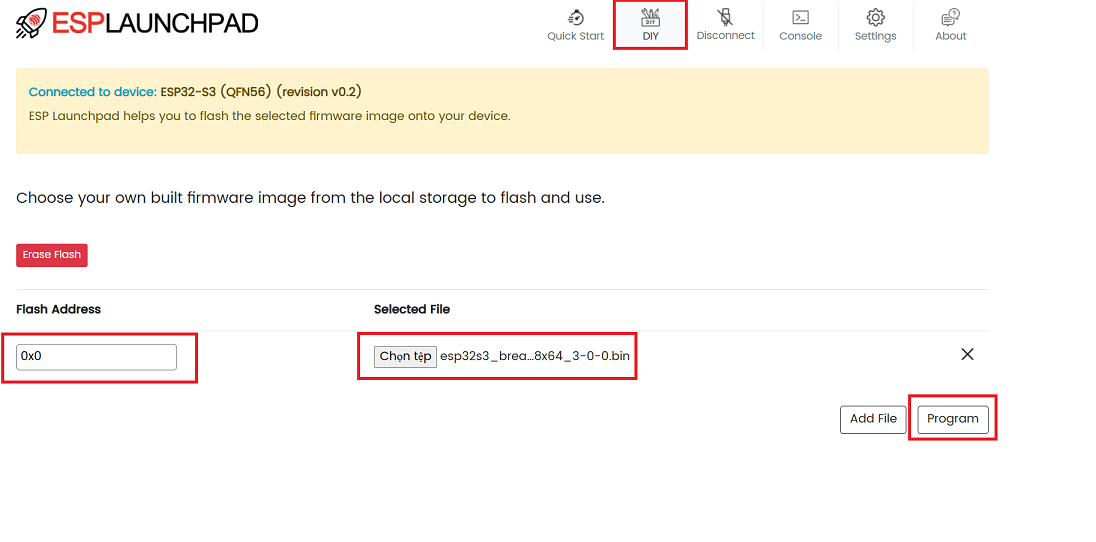 ESPLAUNCHPAD
Quick Start
DIY
DIY
Disconnect
Console
Settings
About
Connected to device: ESP32-S3 (QFN56) (revision v0.2)
ESP Launchpad helps you to flash the selected firmware image onto your device.
Choose your own built firmware image from the local storage to flash and use.
Erase Flash
Flash Address
Selected File
0x0
Chọn tệp esp32s3_brea...8x64_3-0-0.bin
Add File
Program